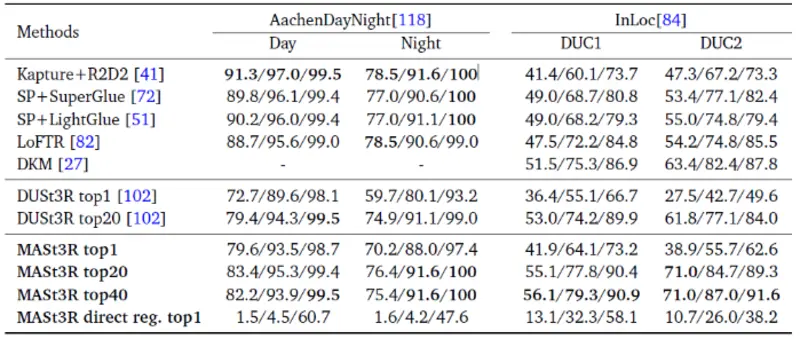 Methods AachenDayNight[118] InLoc[84]
Day Night DUC1 DUC2
Kapture+R2D2 [41] 91.3/97.0/99.5 78.5/91.6/100 41.4/60.1/73.7 47.3/67.2/73.3
SP+SuperGlue [72] 89.8/96.1/99.4 77.0/90.6/100 49.0/68.7/80.8 53.4/77.1/82.4
SP+LightGlue [51] 90.2/96.0/99.4 77.0/91.1/100 49.0/68.2/79.3 55.0/74.8/79.4
LoFTR [82] 88.7/95.6/99.0 78.5/90.6/99.0 47.5/72.2/84.8 54.2/74.8/85.5
DKM [27] - - 51.5/75.3/86.9 63.4/82.4/87.8
DUSt3R top1 [102] 72.7/89.6/98.1 59.7/80.1/93.2 36.4/55.1/66.7 27.5/42.7/49.6
DUSt3R top20 [102] 79.4/94.3/99.5 74.9/91.1/99.0 53.0/74.2/89.9 61.8/77.1/84.0
MASt3R top1 79.6/93.5/98.7 70.2/88.0/97.4 41.9/64.1/73.2 38.9/55.7/62.6
MASt3R top20 83.4/95.3/99.4 76.4/91.6/100 55.1/77.8/90.4 71.0/84.7/89.3
MASt3R top40 82.2/93.9/99.5 75.4/91.6/100 56.1/79.3/90.9 71.0/87.0/91.6
MASt3R direct reg. top1 1.5/4.5/60.7 1.6/4.2/47.6 13.1/32.3/58.1 10.7/26.0/38.2